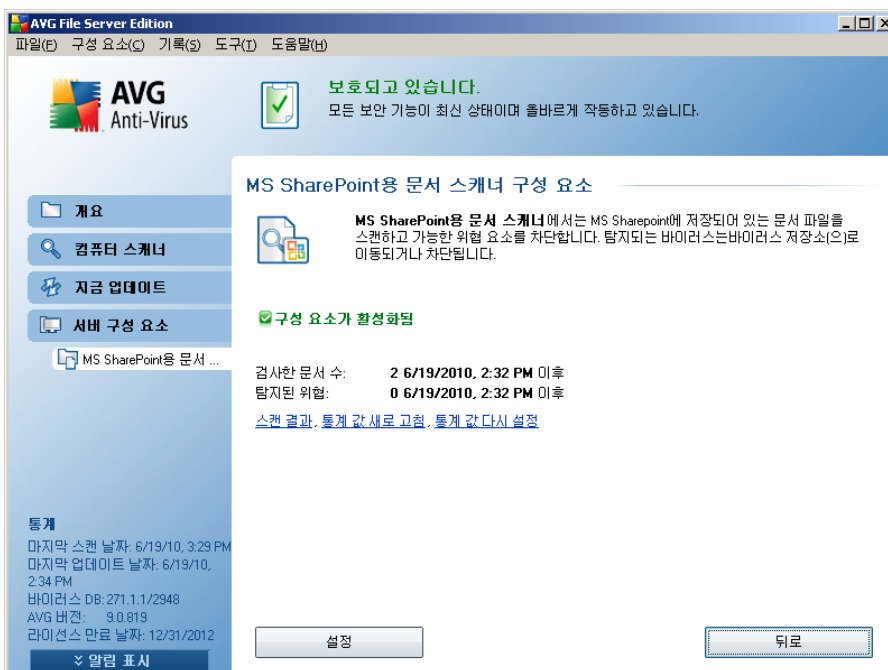 AVG File Server Edition
파일(F) 구성 요소(C) 기록(S) 도구(T) 도움말(H)
AVG
Anti-Virus
보호되고 있습니다.
모든 보안 기능이 최신 상태이며 올바르게 작동하고 있습니다.
개요
컴퓨터 스캐너
지금 업데이트
서버 구성 요소
MS SharePoint용 문서 ...
MS SharePoint용 문서 스캐너 구성 요소
MS SharePoint용 문서 스캐너에서는 MS Sharepoint에 저장되어 있는 문서 파일을
스캔하고 가능한 위협 요소를 차단합니다. 탐지되는 바이러스는바이러스 저장소(으)로
이동되거나 차단됩니다.
구성 요소가 활성화됨
검사한 문서 수: 2 6/19/2010, 2:32 PM 이후
탐지된 위협: 0 6/19/2010, 2:32 PM 이후
스캔 결과, 통계 값 새로 고침, 통계 값 다시 설정
통계
마지막 스캔 날짜: 6/19/10, 3:29 PM
마지막 업데이트 날짜: 6/19/10,
2:34 PM
바이러스 DB: 271.1.1/2948
AVG 버전: 9.0.819
라이선스 만료 날짜: 12/31/2012
알림 표시
설정
뒤로